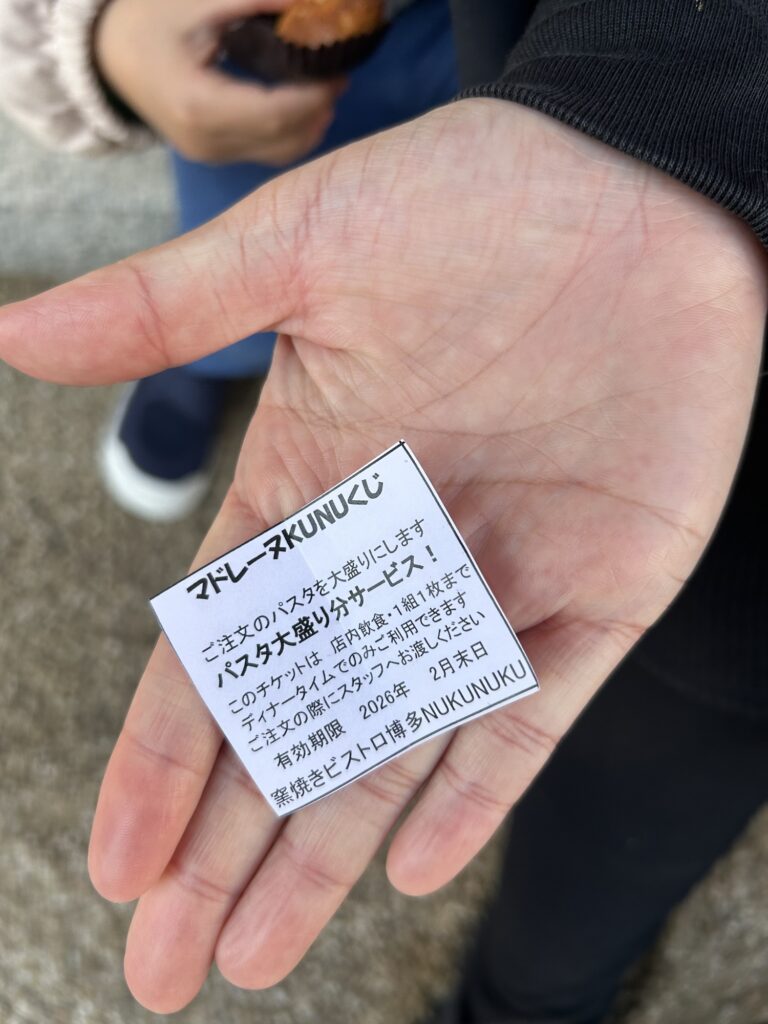 マドレーヌKUNUくじ
ご注文のパスタを大盛りにします
パスタ大盛り分サービス！
このチケットは 店内飲食・1組1枚まで
ディナータイムでのみご利用できます
ご注文の際にスタッフへお渡しください
有効期限 2026年 2月末日
窯焼きビストロ博多NUKUNUKU